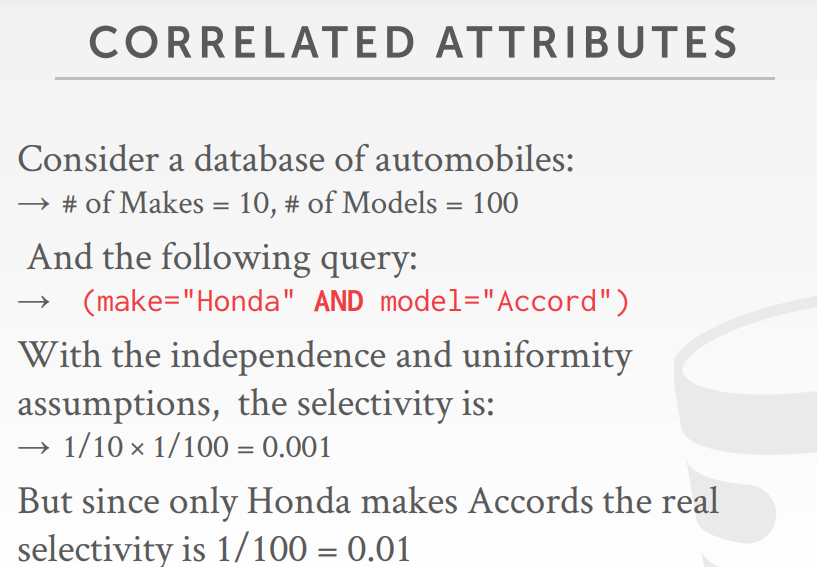 CORRELATED ATTRIBUTES
Consider a database of automobiles:
→ # of Makes = 10, # of Models = 100
And the following query:
→ (make="Honda" AND model="Accord")
With the independence and uniformity
assumptions, the selectivity is:
→ 1/10 × 1/100 = 0.001
But since only Honda makes Accords the real
selectivity is 1/100 = 0.01